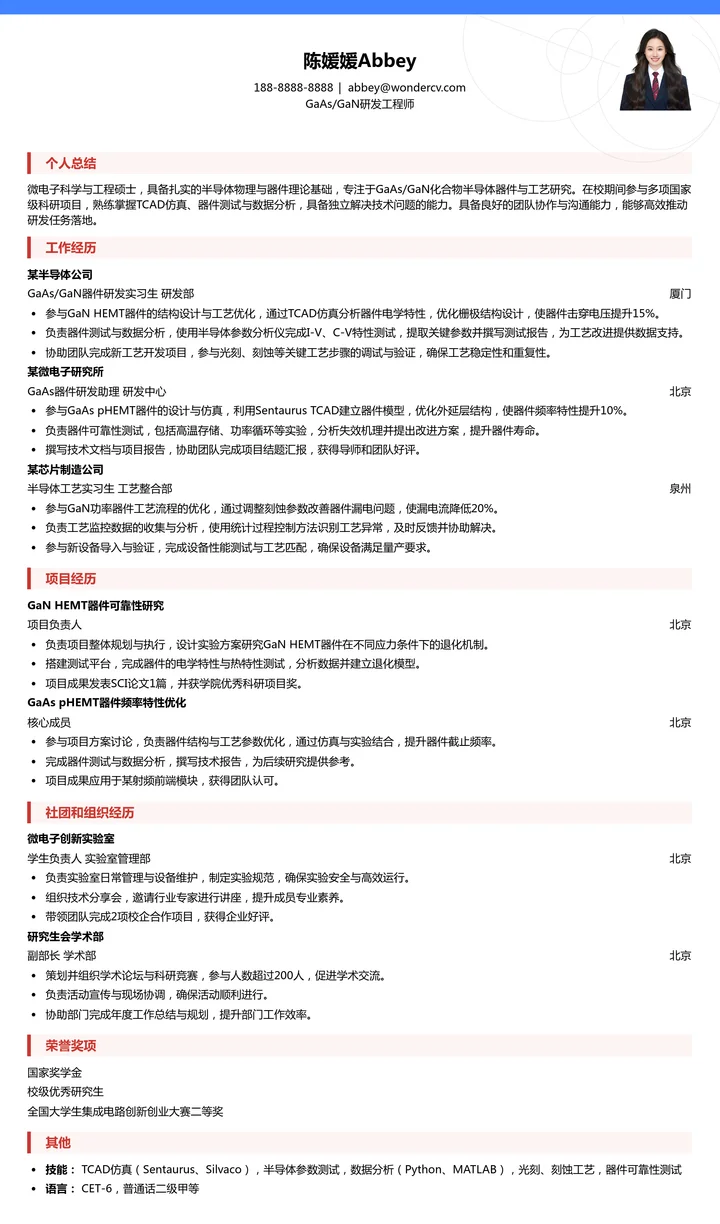 陈媛媛Abbey
188-8888-8888 | abbey@wondercv.com
GaAs/GaN研发工程师
个人总结
微电子科学与工程硕士，具备扎实的半导体物理与器件理论基础，专注于GaAs/GaN化合物半导体器件与工艺研究。在校期间参与多项国家
级科研项目，熟练掌握TCAD仿真、器件测试与数据分析，具备独立解决技术问题的能力。具备良好的团队协作与沟通能力，能够高效推动
研发任务落地。
工作经历
某半导体公司
GaAs/GaN器件研发实习生 研发部 厦门
• 参与GaN HEMT器件的结构设计与工艺优化，通过TCAD仿真分析器件电学特性，优化栅极结构设计，使器件击穿电压提升15%。
• 负责器件测试与数据分析，使用半导体参数分析仪完成I-V、C-V特性测试，提取关键参数并撰写测试报告，为工艺改进提供数据支持。
• 协助团队完成新工艺开发项目，参与光刻、刻蚀等关键工艺步骤的调试与验证，确保工艺稳定性和重复性。
某微电子研究所
GaAs器件研发助理 研发中心 北京
• 参与GaAs pHEMT器件的设计与仿真，利用Sentaurus TCAD建立器件模型，优化外延层结构，使器件频率特性提升10%。
• 负责器件可靠性测试，包括高温存储、功率循环等实验，分析失效机理并提出改进方案，提升器件寿命。
• 撰写技术文档与项目报告，协助团队完成项目结题汇报，获得导师和团队好评。
某芯片制造公司
半导体工艺实习生 工艺整合部 泉州
• 参与GaN功率器件工艺流程的优化，通过调整刻蚀参数改善器件漏电问题，使漏电流降低20%。
• 负责工艺监控数据的收集与分析，使用统计过程控制方法识别工艺异常，及时反馈并协助解决。
• 参与新设备导入与验证，完成设备性能测试与工艺匹配，确保设备满足量产要求。
项目经历
GaN HEMT器件可靠性研究
项目负责人 北京
• 负责项目整体规划与执行，设计实验方案研究GaN HEMT器件在不同应力条件下的退化机制。
• 搭建测试平台，完成器件的电学特性与热特性测试，分析数据并建立退化模型。
• 项目成果发表SCI论文1篇，并获学院优秀科研项目奖。
GaAs pHEMT器件频率特性优化
核心成员 北京
• 参与项目方案讨论，负责器件结构与工艺参数优化，通过仿真与实验结合，提升器件截止频率。
• 完成器件测试与数据分析，撰写技术报告，为后续研究提供参考。
• 项目成果应用于某射频前端模块，获得团队认可。
社团和组织经历
微电子创新实验室
学生负责人 实验室管理部 北京
• 负责实验室日常管理与设备维护，制定实验规范，确保实验安全与高效运行。
• 组织技术分享会，邀请行业专家进行讲座，提升成员专业素养。
• 带领团队完成2项校企合作项目，获得企业好评。
研究生会学术部
副部长 学术部 北京
• 策划并组织学术论坛与科研竞赛，参与人数超过200人，促进学术交流。
• 负责活动宣传与现场协调，确保活动顺利进行。
• 协助部门完成年度工作总结与规划，提升部门工作效率。
荣誉奖项
国家奖学金
校级优秀研究生
全国大学生集成电路创新创业大赛二等奖
其他
• 技能： TCAD仿真（Sentaurus、Silvaco），半导体参数测试，数据分析（Python、MATLAB），光刻、刻蚀工艺，器件可靠性测试
• 语言： CET-6，普通话二级甲等